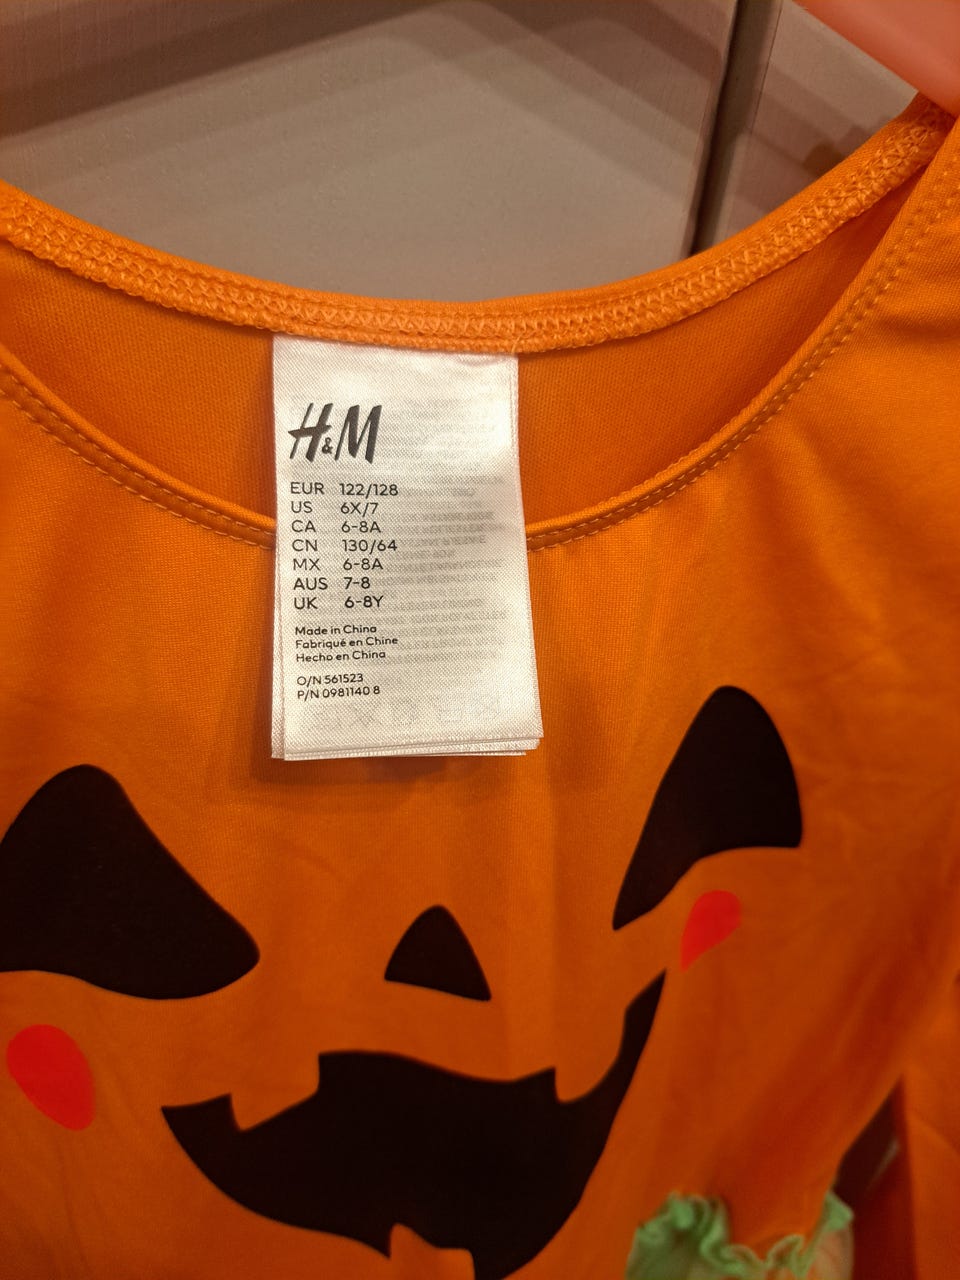 H&M
EUR 122/128
US 6X/7
CA 6-8A
CN 130/64
MX 6-8A
AUS 7-8
UK 6-8Y
Made in China
Fabriqué en Chine
Hecho en China
O/N 561523
P/N 0981140 8